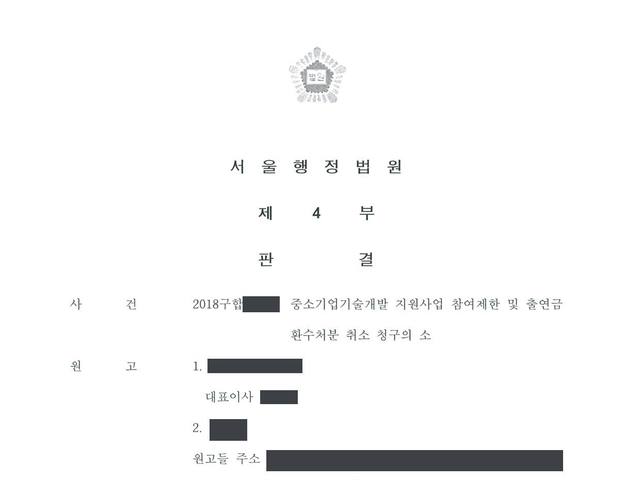 법원
서울행정법원
제 4 부
판 결
사 건 2018구합 중소기업기술개발 지원사업 참여제한 및 출연금
환수처분 취소 청구의 소
원 고 1.
대표이사
2.
원고들 주소